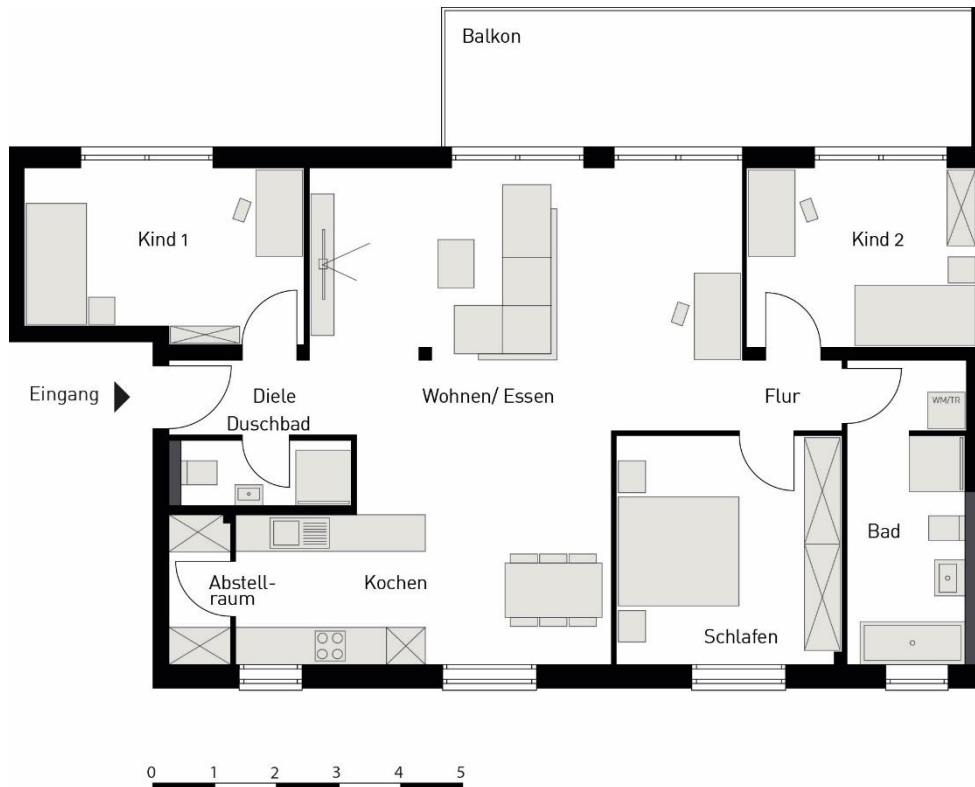 Balkon
Kind 1
Kind 2
Eingang
Diele
Wohnen/ Essen
Flur
WM/TR
Duschbad
Bad
Abstell-
raum
Kochen
Schlafen
0 1 2 3 4 5